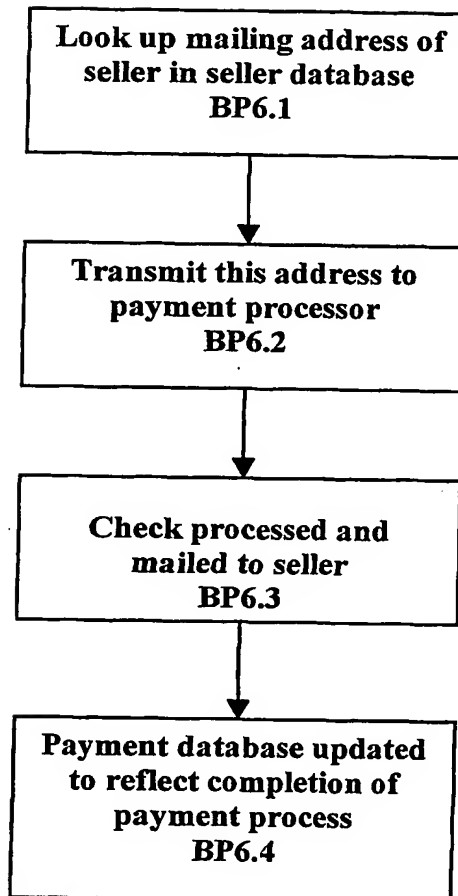 Look up mailing address of
seller in seller database
BP6.1
Transmit this address to
payment processor
BP6.2
Check processed and
mailed to seller
BP6.3
Payment database updated
to reflect completion of
payment process
BP6.4